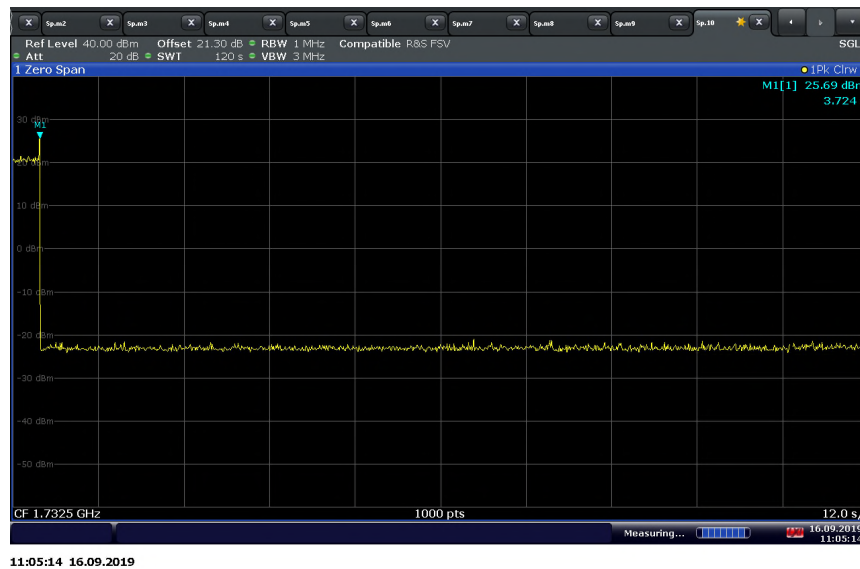 Sp.m2 X Sp.m3 X Sp.m4 X Sp.m5 X Sp.m6 X Sp.m7 X Sp.m8 X Sp.m9 X Sp.10 X
Ref Level 40.00 dBm Offset 21.30 dB RBW 1 MHz Compatible R&S FSV SGL
Att 20 dB SWT 120 s VBW 3 MHz
1 Zero Span 1Pk Clrw
M1[1] 25.69 dBm
3.724
30 dBm
M1
20 dBm
10 dBm
0 dBm
-10 dBm
-20 dBm
-30 dBm
-40 dBm
-50 dBm
CF 1.7325 GHz 1000 pts 12.0 s/
Measuring... 16.09.2019
11:05:14
11:05:14 16.09.2019